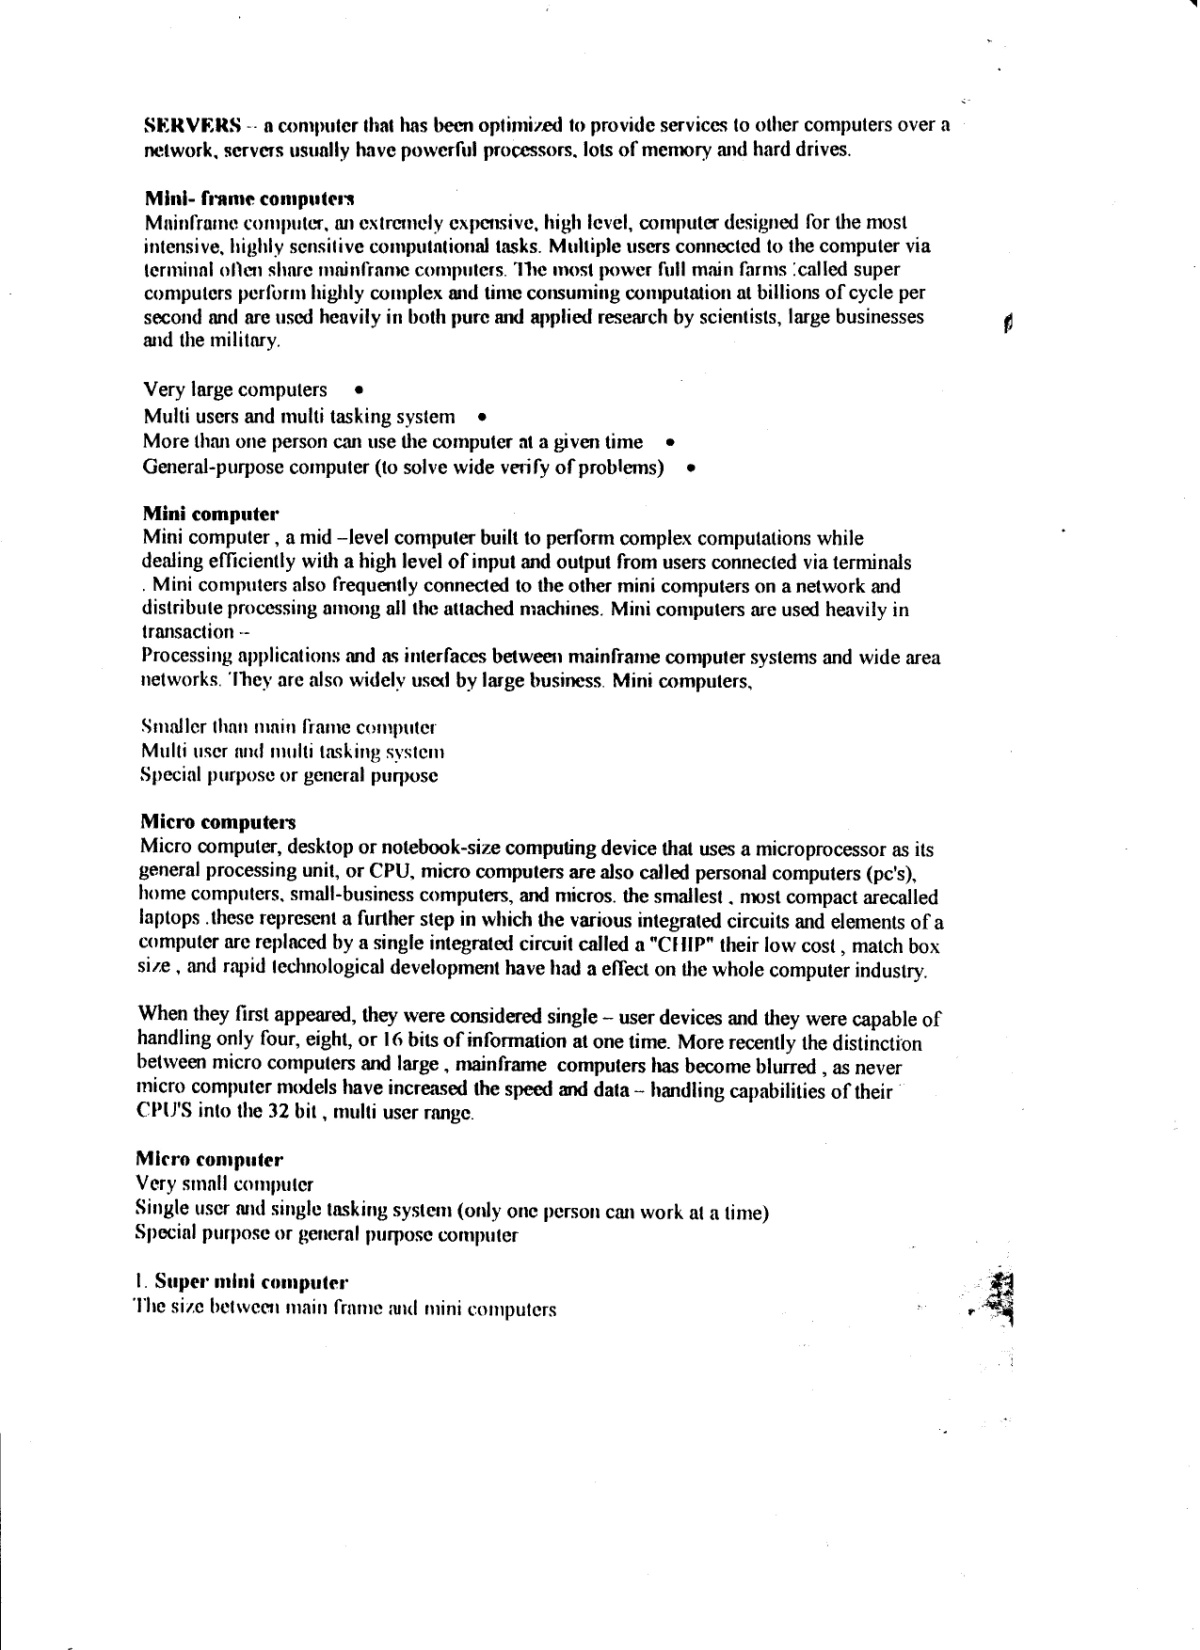 SERVERS -- a computer that has been optimized to provide services to other computers over a
network, servers usually have powerful processors, lots of memory and hard drives.
Mini- frame computers
Mainframe computer, an extremely expensive, high level, computer designed for the most
intensive, highly sensitive computational tasks. Multiple users connected to the computer via
terminal often share mainframe computers. The most power full main farms :called super
computers perform highly complex and time consuming computation at billions of cycle per
second and are used heavily in both pure and applied research by scientists, large businesses
and the military.
Very large computers •
Multi users and multi tasking system •
More than one person can use the computer at a given time •
General-purpose computer (to solve wide verify of problems) •
Mini computer
Mini computer , a mid –level computer built to perform complex computations while
dealing efficiently with a high level of input and output from users connected via terminals
. Mini computers also frequently connected to the other mini computers on a network and
distribute processing among all the attached machines. Mini computers are used heavily in
transaction --
Processing applications and as interfaces between mainframe computer systems and wide area
networks. They are also widely used by large business. Mini computers,
Smaller than main frame computer
Multi user and multi tasking system
Special purpose or general purpose
Micro computers
Micro computer, desktop or notebook-size computing device that uses a microprocessor as its
general processing unit, or CPU, micro computers are also called personal computers (pc's),
home computers, small-business computers, and micros. the smallest , most compact arecalled
laptops .these represent a further step in which the various integrated circuits and elements of a
computer are replaced by a single integrated circuit called a "CHIP" their low cost , match box
size , and rapid technological development have had a effect on the whole computer industry.
When they first appeared, they were considered single – user devices and they were capable of
handling only four, eight, or 16 bits of information at one time. More recently the distinction
between micro computers and large , mainframe computers has become blurred , as never
micro computer models have increased the speed and data – handling capabilities of their
CPU'S into the 32 bit , multi user range.
Micro computer
Very small computer
Single user and single tasking system (only one person can work at a time)
Special purpose or general purpose computer
1. Super mini computer
The size between main frame and mini computers